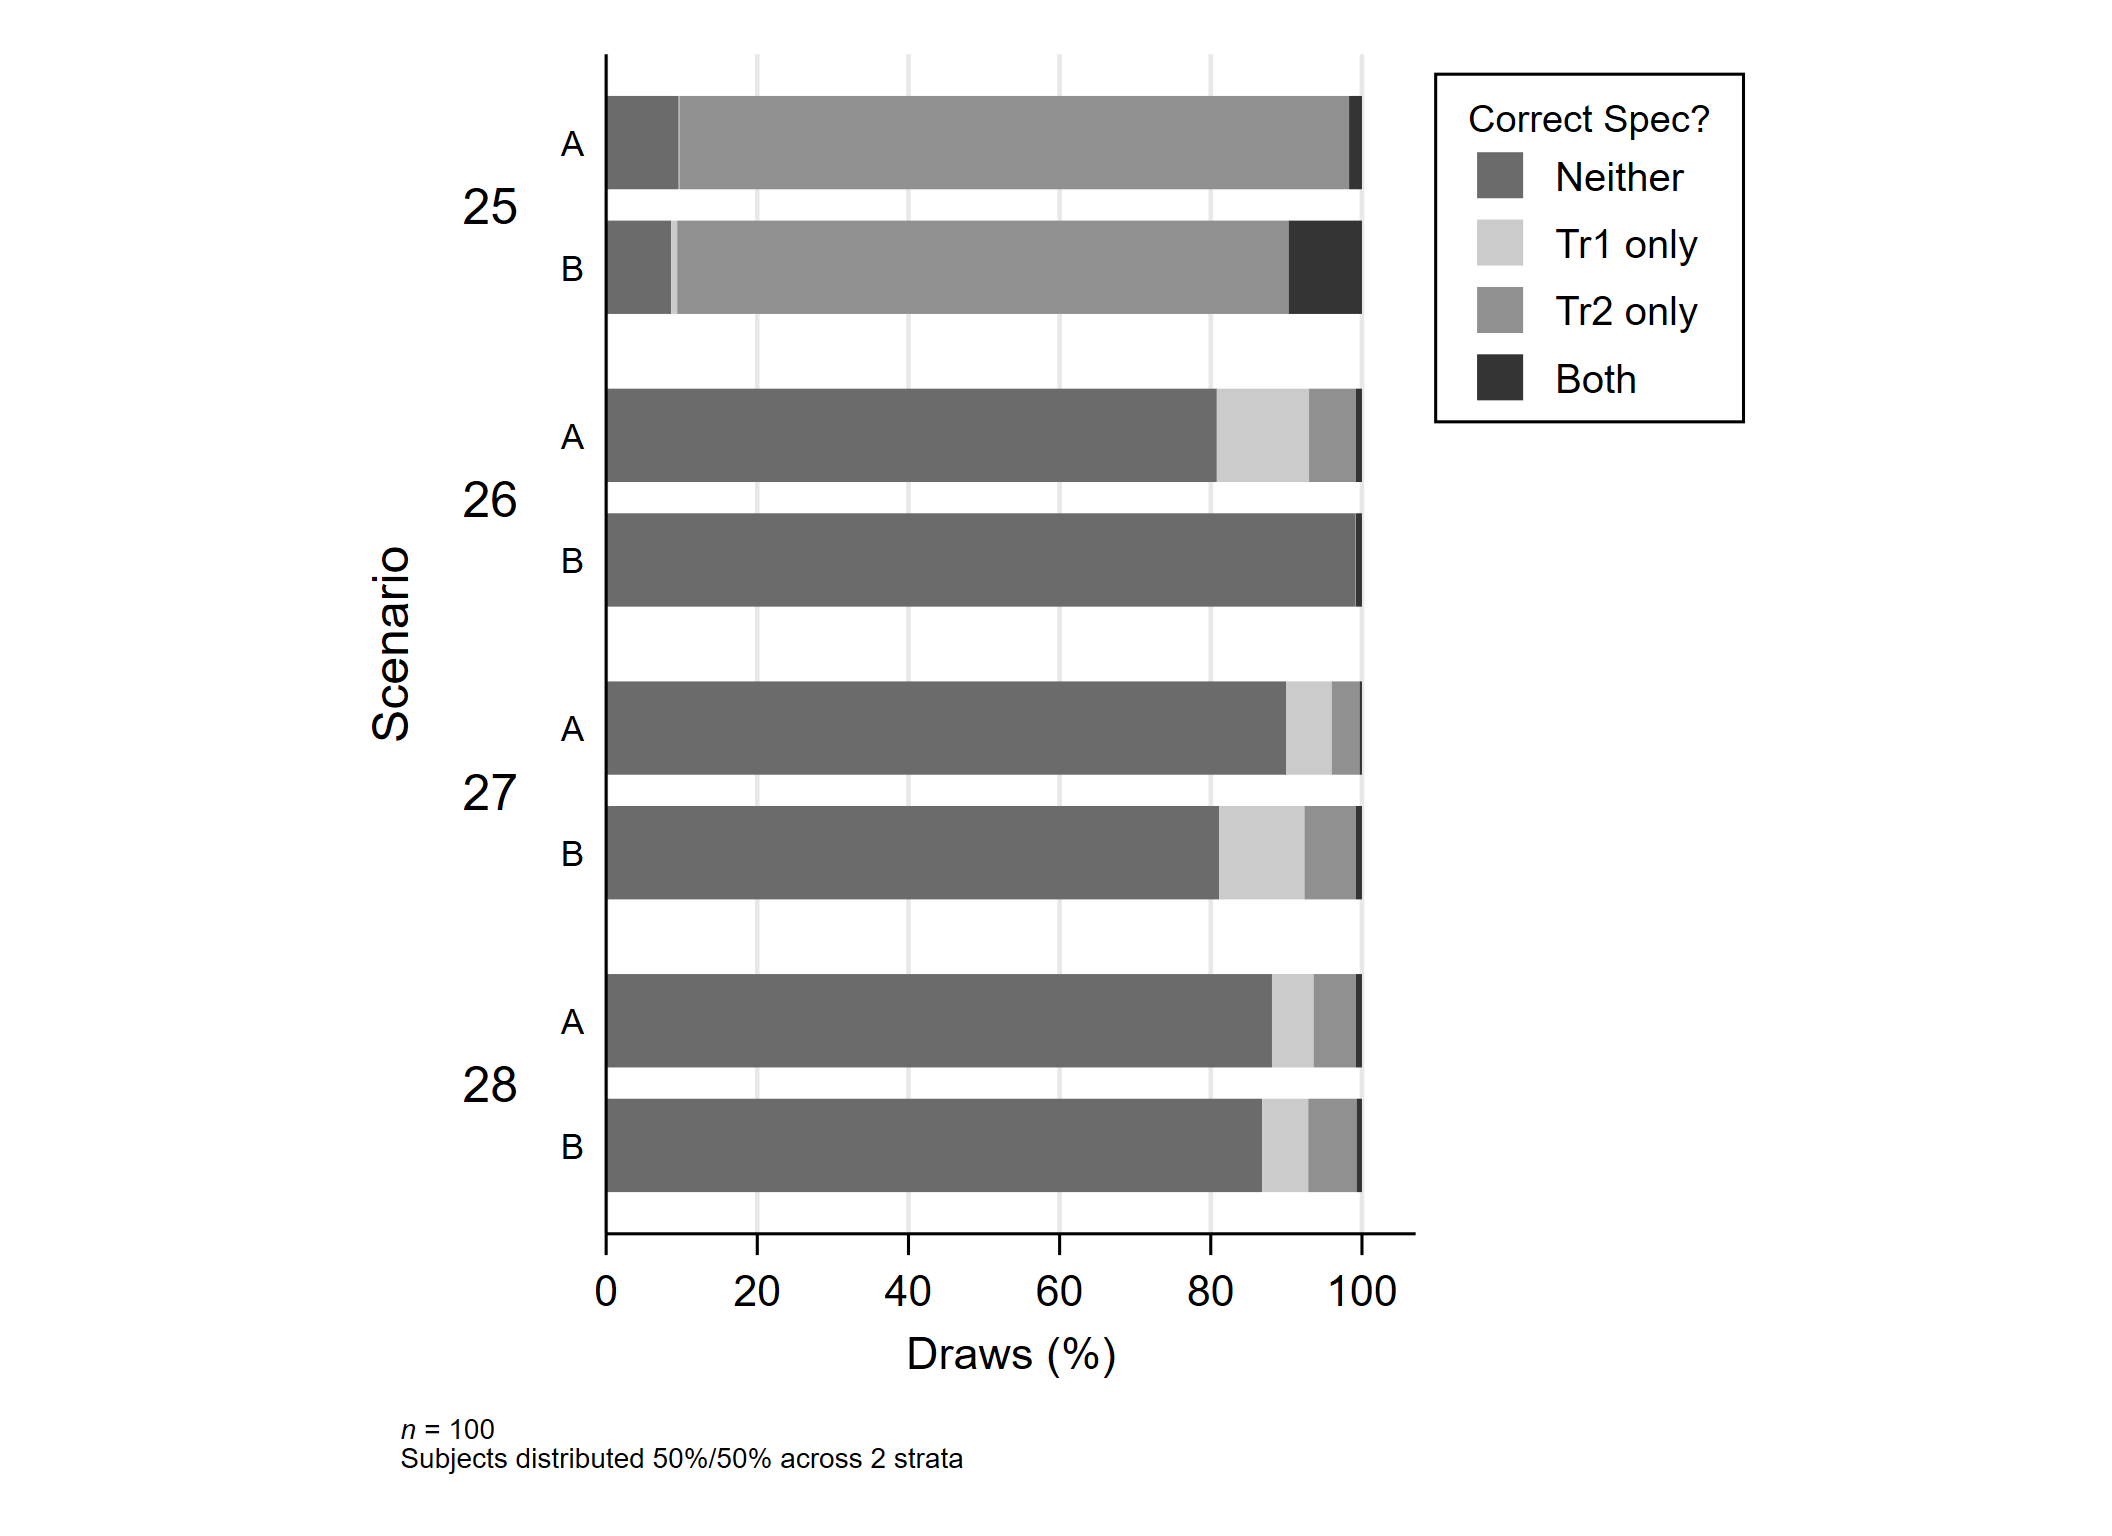 Correct Spec?
Neither
Tr1 only
Tr2 only
Both
Scenario
25
A
B
26
A
B
27
A
B
28
A
B
0 20 40 60 80 100
Draws (%)
n = 100
Subjects distributed 50%/50% across 2 strata